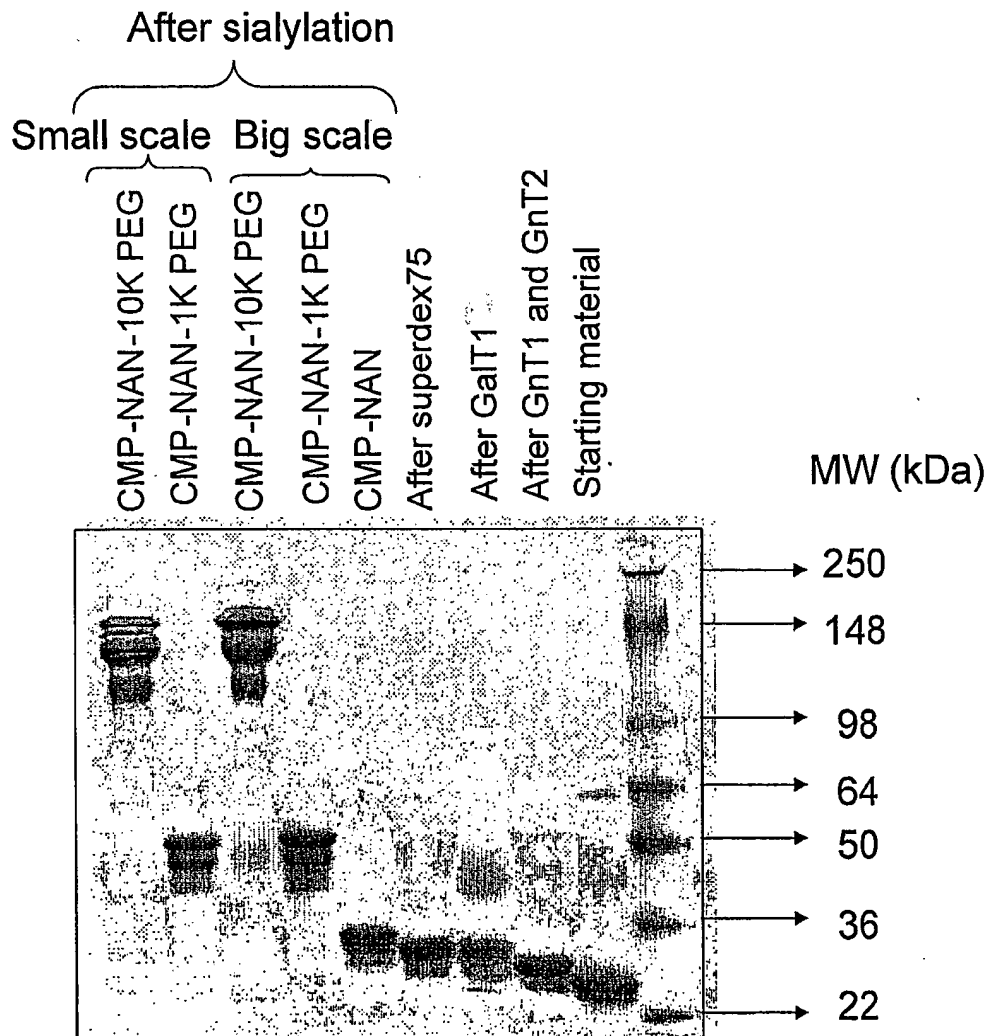 After sialylation
Small scale
Big scale
CMP-NAN-10K PEG
CMP-NAN-1K PEG
CMP-NAN-10K PEG
CMP-NAN-1K PEG
CMP-NAN
After superdex75
After GalT1
After GnT1 and GnT2
Starting material
MW (kDa)
250
148
98
64
50
36
22